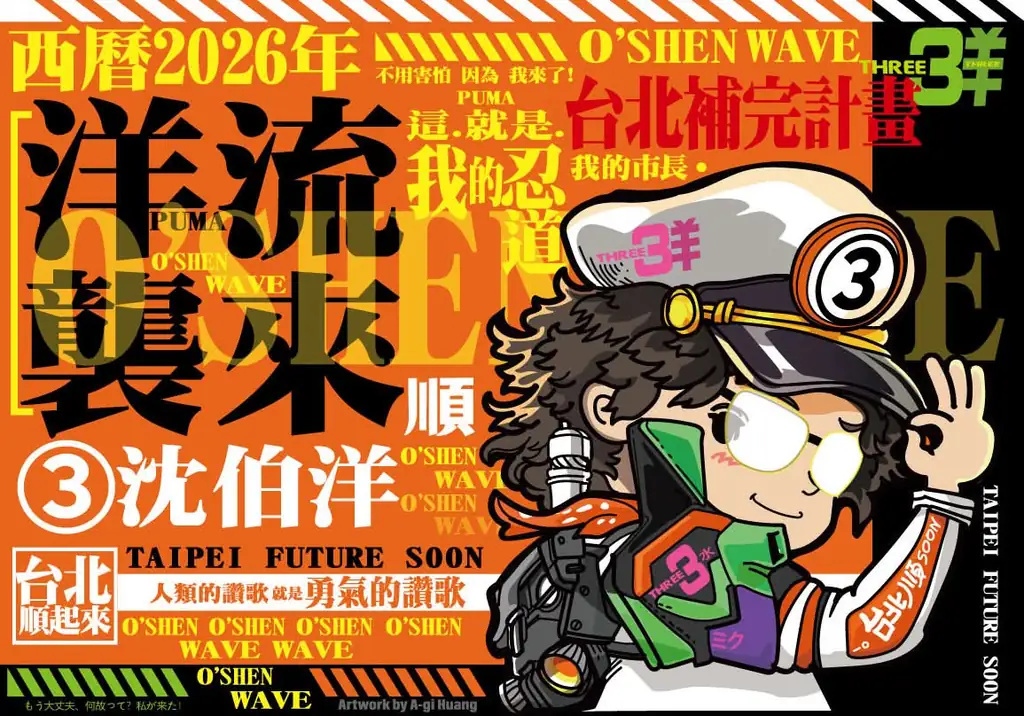 西曆2026年
不用害怕 因為 我來了!
O'SHEN WAVE
THREE 3羊 THREE
PUMA
這.就是.
我的忍道
台北補完計畫
我的市長·
洋流
襲來
O'SHEN WAVE
PUMA
O'SHEN
WAVE
THREE 3羊
3
順
③沈伯洋
O'SHEN
WAVE
O'SHEN
WAV
TAIPEI FUTURE SOON
台北
順起來
人類的讚歌就是勇氣的讚歌
O'SHEN O'SHEN O'SHEN O'SHEN
WAVE WAVE
O'SHEN
WAVE
THREE 3水
ミク
台北順SOON
TAIPEI FUTURE SOON
もう大丈夫、何故って? 私が来た!
Artwork by A-gi Huang